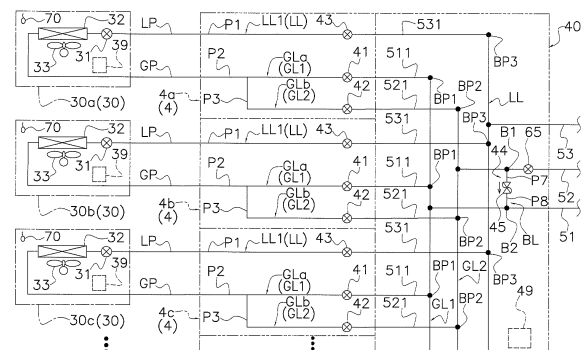 70 32 LP P1 LL1(LL) 43 531 40
33 31 39 GP P2 GLa (GL1) 41 511 BP3
30a(30) 4a (4) P3 GLb (GL2) 42 521 BP1 BP2 LL
70 32 LP P1 LL1(LL) 43 531 BP3 B1 65
33 31 39 GP P2 GLa (GL1) 41 511 BP1 44 P7 53
30b(30) 4b (4) P3 GLb (GL2) 42 521 P8 52
70 32 LP P1 LL1(LL) 43 531 BP2 45 B2 BL 51
33 31 39 GP P2 GLa (GL1) 41 511 BP1 GL2 BP3
30c(30) 4c (4) P3 GLb (GL2) 42 521 GL1 BP2 49